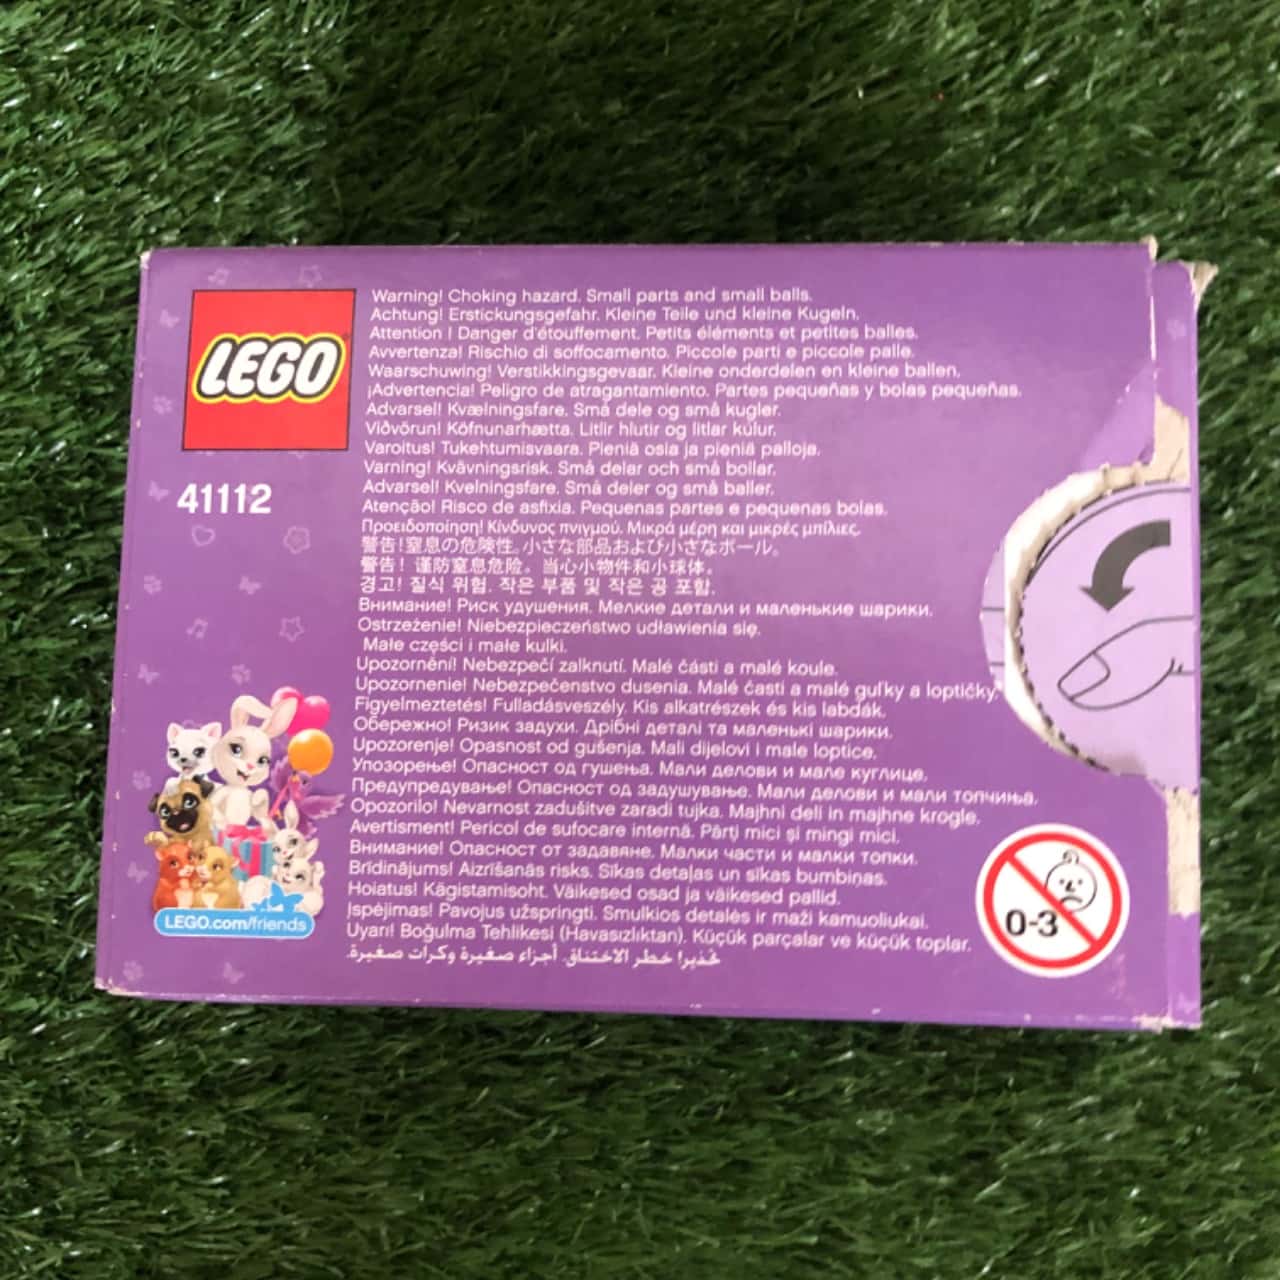 LEGO
41112
Warning! Choking hazard. Small parts and small balls.
Achtung! Erstickungsgefahr. Kleine Teile und kleine Kugeln.
Attention ! Danger d'étouffement. Petits éléments et petites balles.
Avvertenza! Rischio di soffocamento. Piccole parti e piccole palle.
Waarschuwing! Verstikkingsgevaar. Kleine onderdelen en kleine ballen.
¡Advertencia! Peligro de atragantamiento. Partes pequeñas y bolas pequeñas.
Advarsel! Kvælningsfare. Små dele og små kugler.
Viðvörun! Köfnunarhætta. Litlir hlutir og litlar kúlur.
Varoitus! Tukehtumisvaara. Pieniä osia ja pieniä palloja.
Varning! Kvävningsrisk. Små delar och små bollar.
Advarsel! Kvelningsfare. Små deler og små baller.
Atenção! Risco de asfixia. Pequenas partes e pequenas bolas.
Προειδοποίηση! Κίνδυνος πνιγμού. Μικρά μέρη και μικρές μπίλιες.
警告!窒息の危険性。小さな部品および小さなボール。
警告! 谨防窒息危险。当心小物件和小球体。
경고! 질식 위험. 작은 부품 및 작은 공 포함.
Внимание! Риск удушения. Мелкие детали и маленькие шарики.
Ostrzeżenie! Niebezpieczeństwo udławienia się.
Małe części i małe kulki.
Upozornění! Nebezpečí zalknutí. Malé části a malé koule.
Upozornenie! Nebezpečenstvo dusenia. Malé časti a malé guľky a loptičky.
Figyelmeztetés! Fulladásveszély. Kis alkatrészek és kis labdák.
Обережно! Ризик задухи. Дрібні деталі та маленькі шарики.
Upozorenje! Opasnost od gušenja. Mali dijelovi i male loptice.
Упозорење! Опасност од гушења. Мали делови и мале куглице.
Предупредување! Опасност од задушување. Мали делови и мали топчиња.
Opozorilo! Nevarnost zadušitve zaradi tujka. Majhni deli in majhne krogle.
Avertisment! Pericol de sufocare internă. Părţi mici şi mingi mici.
Внимание! Опасност от задавяне. Малки части и малки топки.
Brīdinājums! Aizrīšanās risks. Sīkas detaļas un sīkas bumbiņas.
Hoiatus! Kägistamisoht. Väikesed osad ja väikesed pallid.
Įspėjimas! Pavojus užspringti. Smulkios detalės ir maži kamuoliukai.
Uyarı! Boğulma Tehlikesi (Havasızlıktan). Küçük parçalar ve küçük toplar.
تحذير! خطر الاختناق. أجزاء صغيرة وكرات صغيرة.
LEGO.com/friends
0-3